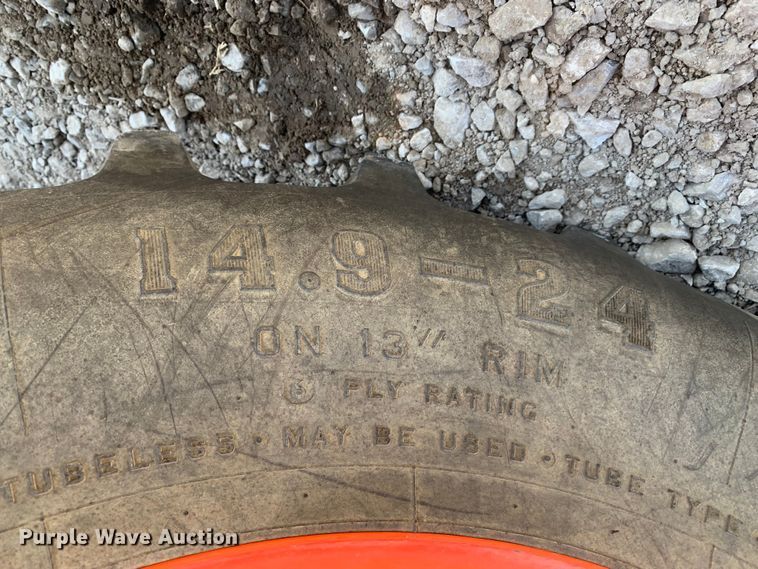 14.9-24
ON 13" RIM
6 PLY RATING
TUBELESS • MAY BE USED • TUBE TYPE
Purple Wave Auction